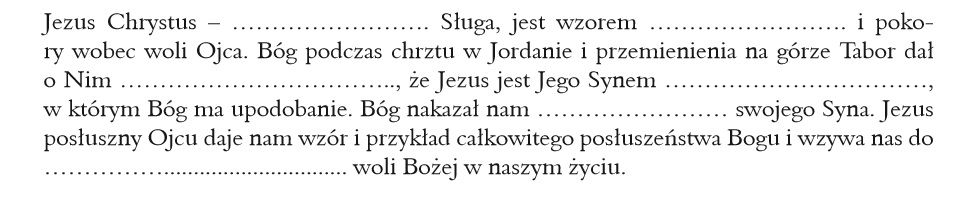 Jezus Chrystus – ……………………. Sługa, jest wzorem ……………………. i poko-
ry wobec woli Ojca. Bóg podczas chrztu w Jordanie i przemienienia na górze Tabor dał
o Nim …………………………….., że Jezus jest Jego Synem ……………………………,
w którym Bóg ma upodobanie. Bóg nakazał nam …………………… swojego Syna. Jezus
posłuszny Ojcu daje nam wzór i przykład całkowitego posłuszeństwa Bogu i wzywa nas do
……………............................... woli Bożej w naszym życiu.